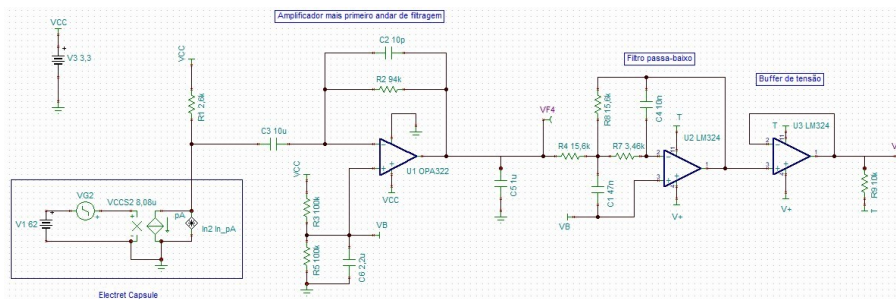 Amplificador mais primeiro andar de filtragem
VCC
V3 3,3
VCC
R1 2,6k
C2 10p
R2 94k
C3 10u
U1 OPA322
VCC
VCC
R3 100k
VB
R5 100k
C6 2,2u
C5 1u
VF4
Filtro passa-baixo
R8 15,6k
C4 10n
R4 15,6k
R7 3,46k
C1 47n
VB
T
U2 LM324
V+
Buffer de tensão
T
U3 LM324
V+
R9 10k
T
V
VG2
VCCS2 8,08u
pA
In2 In_pA
V1 62
Electret Capsule